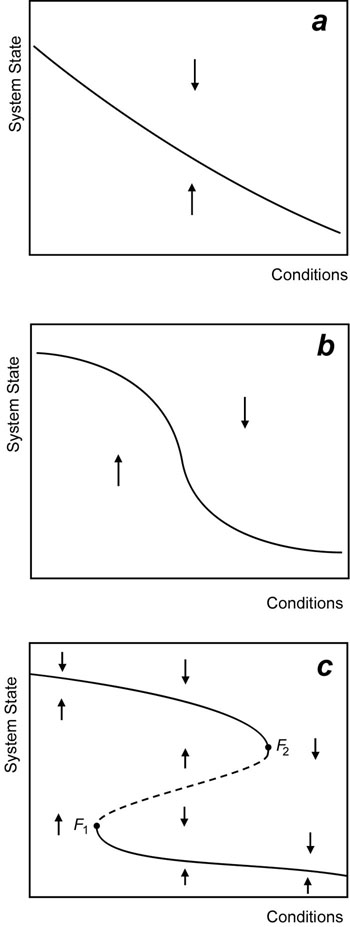 a
System State
Conditions
b
System State
Conditions
c
System State
F2
F1
Conditions